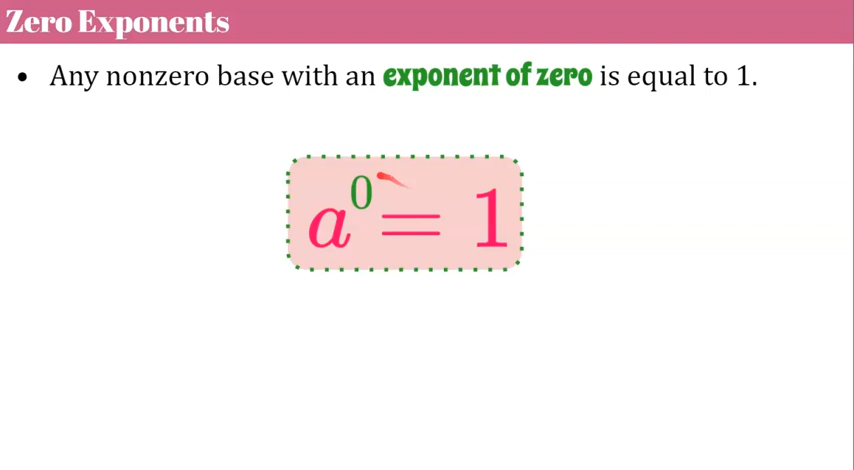 Zero Exponents
• Any nonzero base with an exponent of zero is equal to 1.
a⁰ = 1